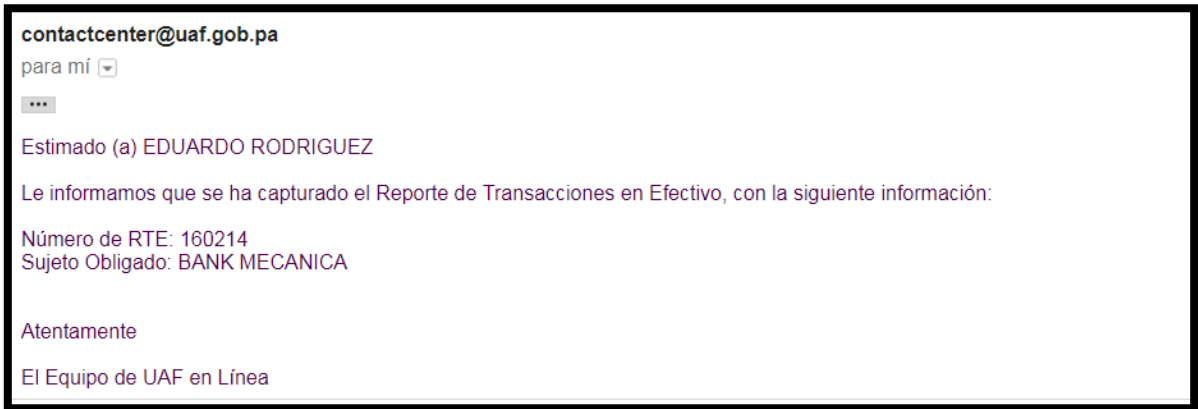 contactcenter@uaf.gob.pa
para mí
Estimado (a) EDUARDO RODRIGUEZ
Le informamos que se ha capturado el Reporte de Transacciones en Efectivo, con la siguiente información:
Número de RTE: 160214
Sujeto Obligado: BANK MECANICA
Atentamente
El Equipo de UAF en Línea